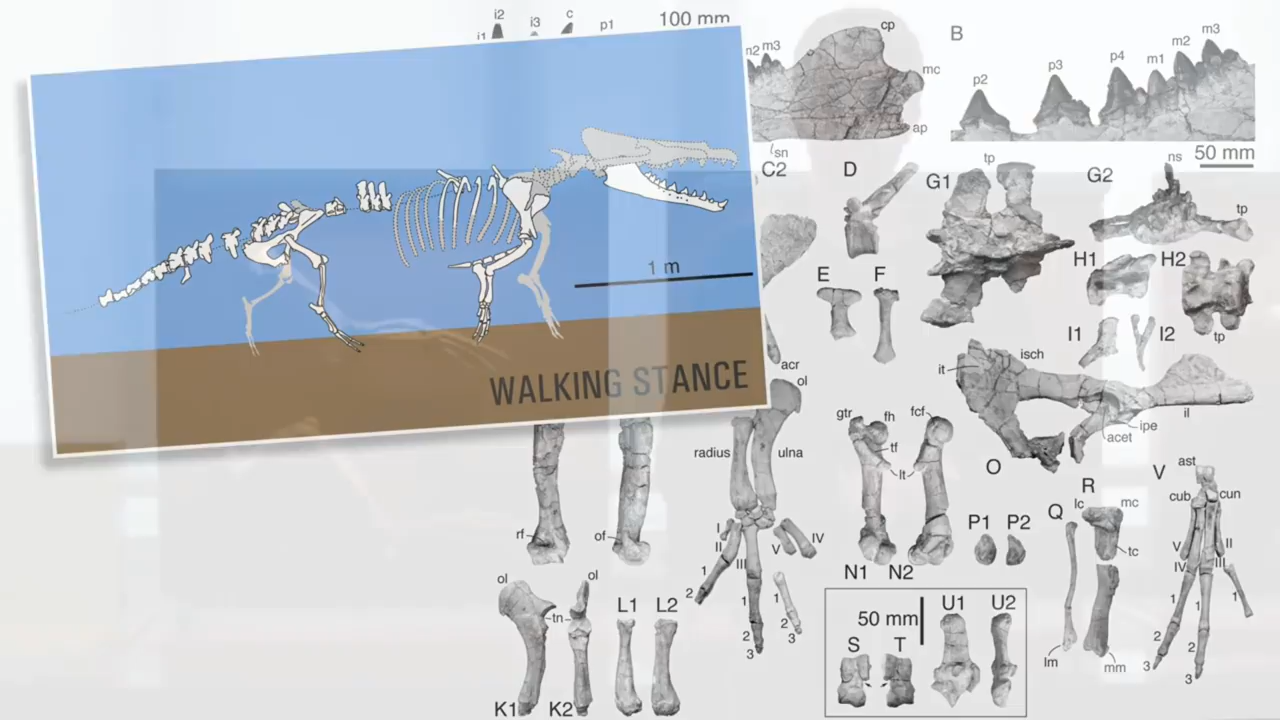 i1 i2 i3 c p1 100 mm
m3 cp mc ap
B
p2 p3 p4 m1 m2 m3
50 mm
1 m
WALKING STANCE
C2 D G1 tp G2 ns tp
E F H1 H2 tp
I1 I2
acr
ol
it isch acet ipe il
O
radius ulna
gtr fh tf lt fcf
N1 N2
rf of
I II III IV V
1 2 1 2 3 1 2 3
P1 P2
Q lc R mc tc
lm mm
V ast cub cun
V IV III II
1 2 3 1 2 3 1
ol ol tn
K1 K2 L1 L2
50 mm
S T U1 U2